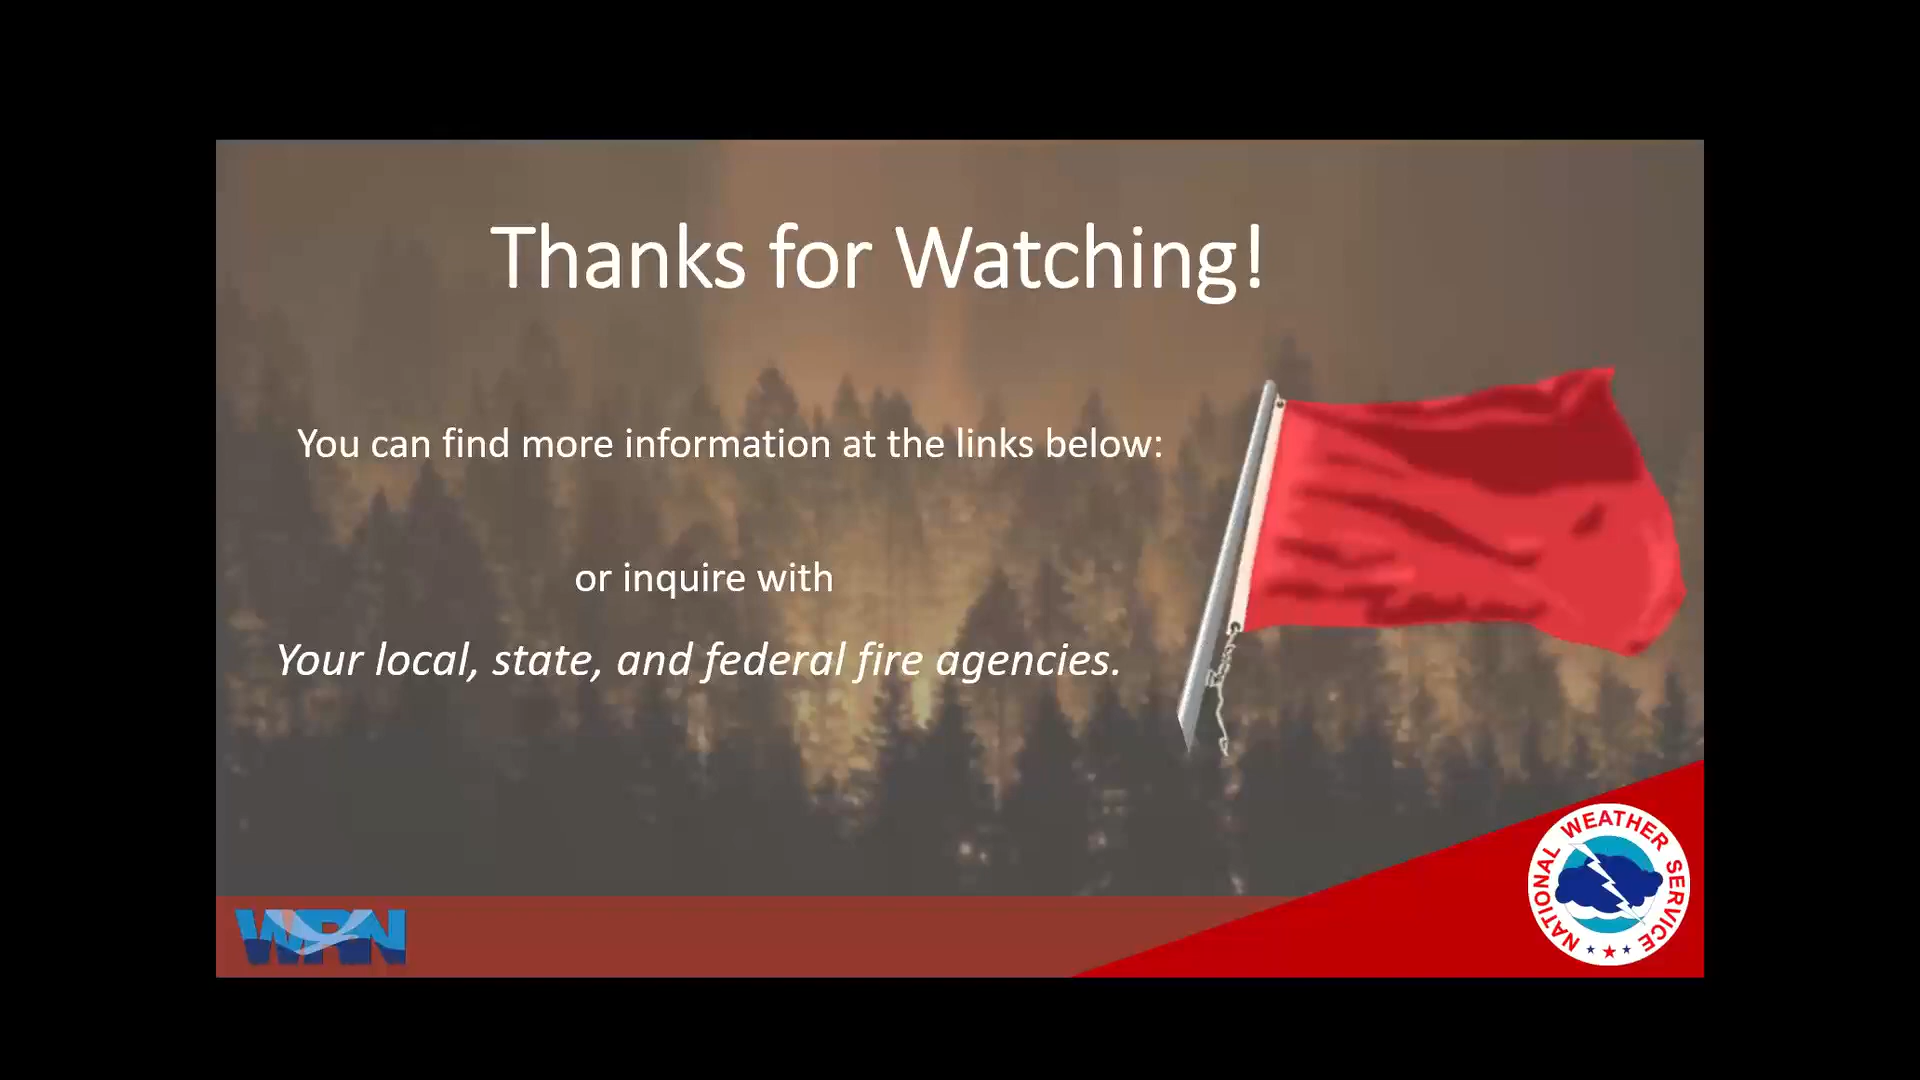 Thanks for Watching!
You can find more information at the links below:
or inquire with
Your local, state, and federal fire agencies.
WRN
NATIONAL WEATHER SERVICE